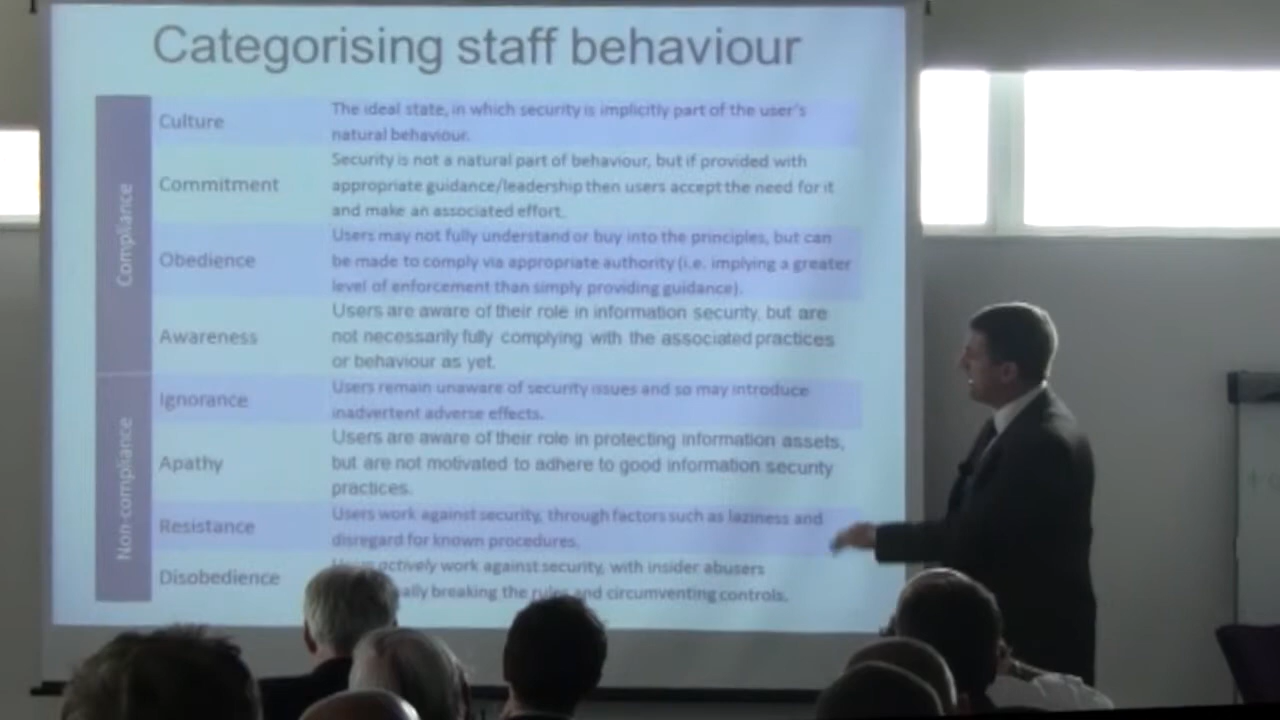 Categorising staff behaviour
Compliance
Culture
The ideal state, in which security is implicitly part of the user's
natural behaviour.
Commitment
Security is not a natural part of behaviour, but if provided with
appropriate guidance/leadership then users accept the need for it
and make an associated effort.
Obedience
Users may not fully understand or buy into the principles, but can
be made to comply via appropriate authority (i.e. implying a greater
level of enforcement than simply providing guidance).
Awareness
Users are aware of their role in information security, but are
not necessarily fully complying with the associated practices
or behaviour as yet.
Non-compliance
Ignorance
Users remain unaware of security issues and so may introduce
inadvertent adverse effects.
Apathy
Users are aware of their role in protecting information assets,
but are not motivated to adhere to good information security
practices.
Resistance
Users work against security, through factors such as laziness and
disregard for known procedures.
Disobedience
Users actively work against security, with insider abusers
breaking the rules and circumventing controls.